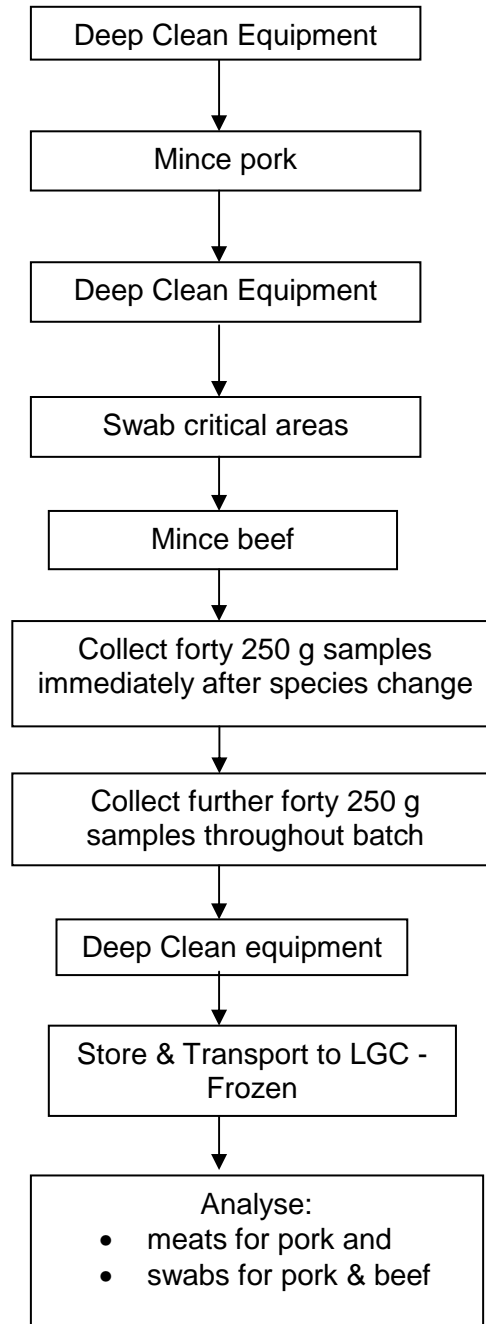 Deep Clean Equipment
Mince pork
Deep Clean Equipment
Swab critical areas
Mince beef
Collect forty 250 g samples
immediately after species change
Collect further forty 250 g
samples throughout batch
Deep Clean equipment
Store & Transport to LGC -
Frozen
Analyse:
• meats for pork and
• swabs for pork & beef